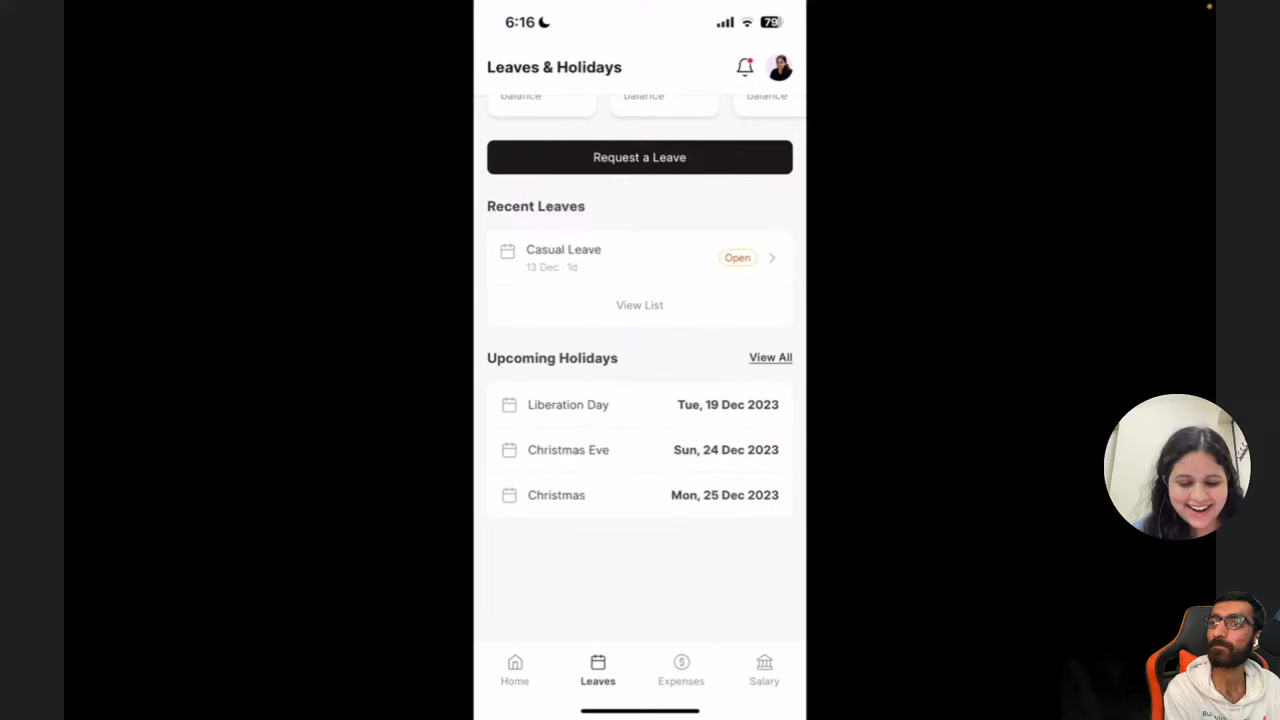 6:16
79
Leaves & Holidays
balance
balance
balance
Request a Leave
Recent Leaves
Casual Leave
Open
13 Dec · 1d
View List
Upcoming Holidays
View All
Liberation Day
Tue, 19 Dec 2023
Christmas Eve
Sun, 24 Dec 2023
Christmas
Mon, 25 Dec 2023
Home
Leaves
Expenses
Salary